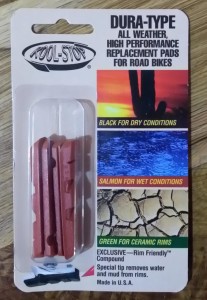 KOOL-STOP
DURA-TYPE
ALL WEATHER,
HIGH PERFORMANCE
REPLACEMENT PADS
FOR ROAD BIKES
BLACK FOR DRY CONDITIONS
SALMON FOR WET CONDITIONS
GREEN FOR CERAMIC RIMS
EXCLUSIVE—Rim Friendly™
Compound
Special tip removes water
and mud from rims.
Made in U.S.A.